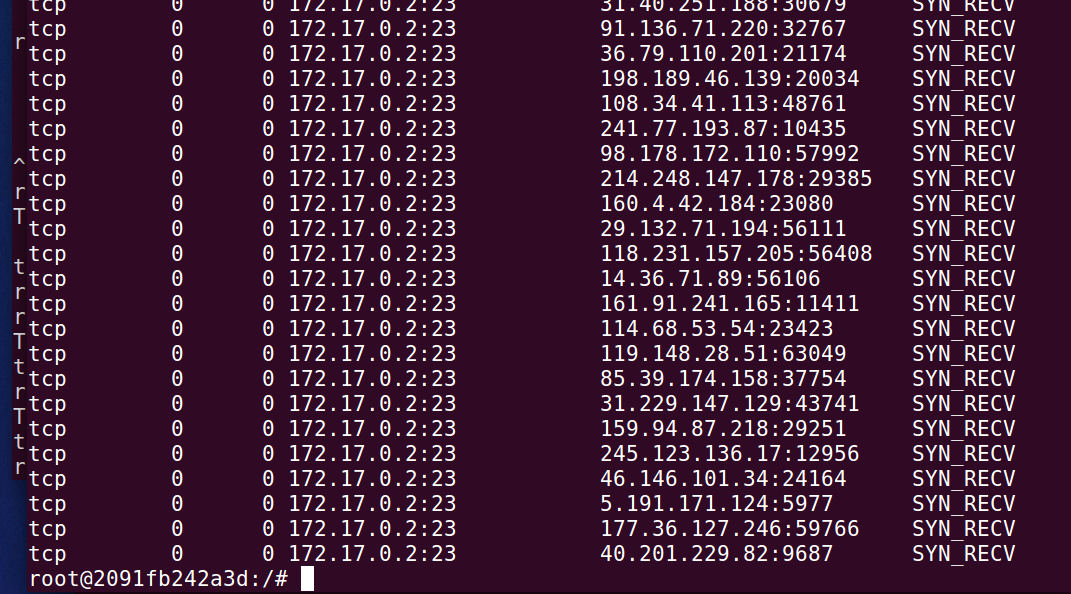 tcp 0 0 172.17.0.2:23 31.40.251.188:30679 SYN_RECV
tcp 0 0 172.17.0.2:23 91.136.71.220:32767 SYN_RECV
r
tcp 0 0 172.17.0.2:23 36.79.110.201:21174 SYN_RECV
tcp 0 0 172.17.0.2:23 198.189.46.139:20034 SYN_RECV
tcp 0 0 172.17.0.2:23 108.34.41.113:48761 SYN_RECV
tcp 0 0 172.17.0.2:23 241.77.193.87:10435 SYN_RECV
tcp 0 0 172.17.0.2:23 98.178.172.110:57992 SYN_RECV
^
tcp 0 0 172.17.0.2:23 214.248.147.178:29385 SYN_RECV
r
tcp 0 0 172.17.0.2:23 160.4.42.184:23080 SYN_RECV
T
tcp 0 0 172.17.0.2:23 29.132.71.194:56111 SYN_RECV
tcp 0 0 172.17.0.2:23 118.231.157.205:56408 SYN_RECV
t
tcp 0 0 172.17.0.2:23 14.36.71.89:56106 SYN_RECV
r
tcp 0 0 172.17.0.2:23 161.91.241.165:11411 SYN_RECV
r
tcp 0 0 172.17.0.2:23 114.68.53.54:23423 SYN_RECV
T
tcp 0 0 172.17.0.2:23 119.148.28.51:63049 SYN_RECV
t
tcp 0 0 172.17.0.2:23 85.39.174.158:37754 SYN_RECV
r
tcp 0 0 172.17.0.2:23 31.229.147.129:43741 SYN_RECV
T
tcp 0 0 172.17.0.2:23 159.94.87.218:29251 SYN_RECV
t
tcp 0 0 172.17.0.2:23 245.123.136.17:12956 SYN_RECV
r
tcp 0 0 172.17.0.2:23 46.146.101.34:24164 SYN_RECV
tcp 0 0 172.17.0.2:23 5.191.171.124:5977 SYN_RECV
tcp 0 0 172.17.0.2:23 177.36.127.246:59766 SYN_RECV
tcp 0 0 172.17.0.2:23 40.201.229.82:9687 SYN_RECV
root@2091fb242a3d:/#